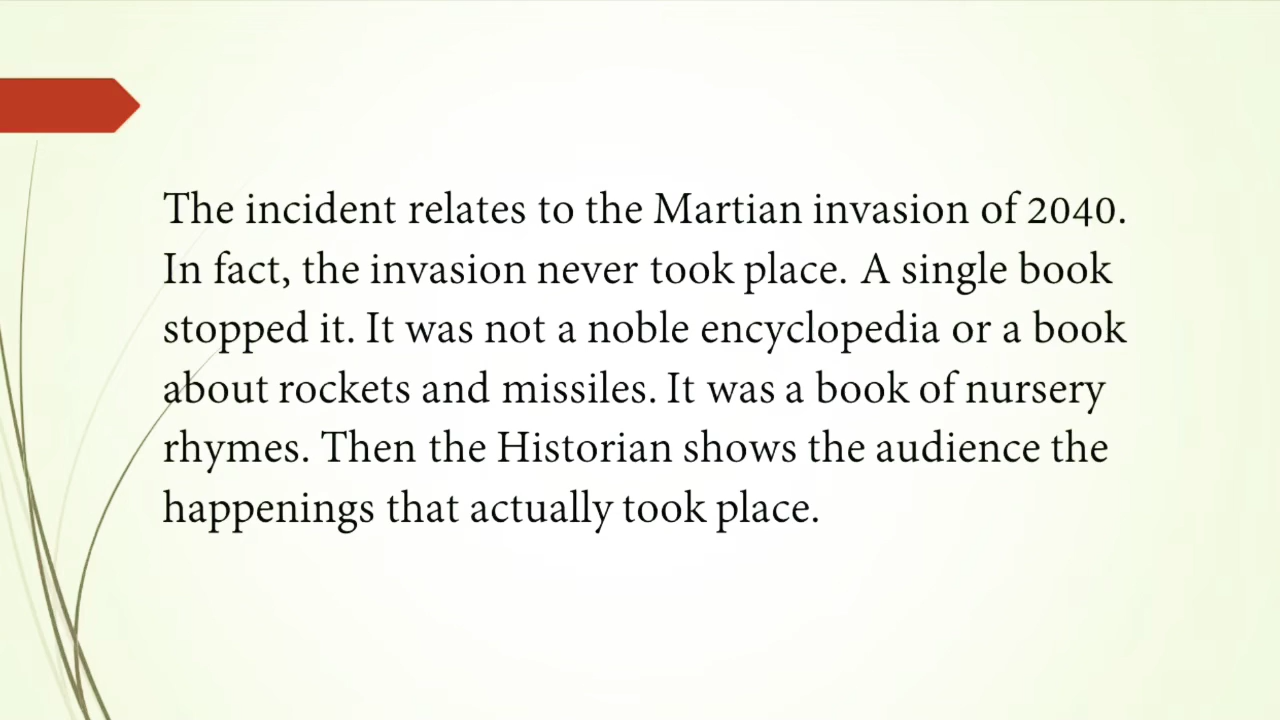 The incident relates to the Martian invasion of 2040.
In fact, the invasion never took place. A single book
stopped it. It was not a noble encyclopedia or a book
about rockets and missiles. It was a book of nursery
rhymes. Then the Historian shows the audience the
happenings that actually took place.